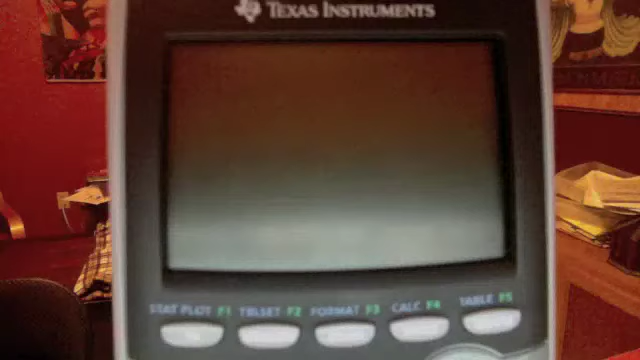 TEXAS INSTRUMENTS
STAT PLOT F1 TBLSET F2 FORMAT F3 CALC F4 TABLE F5